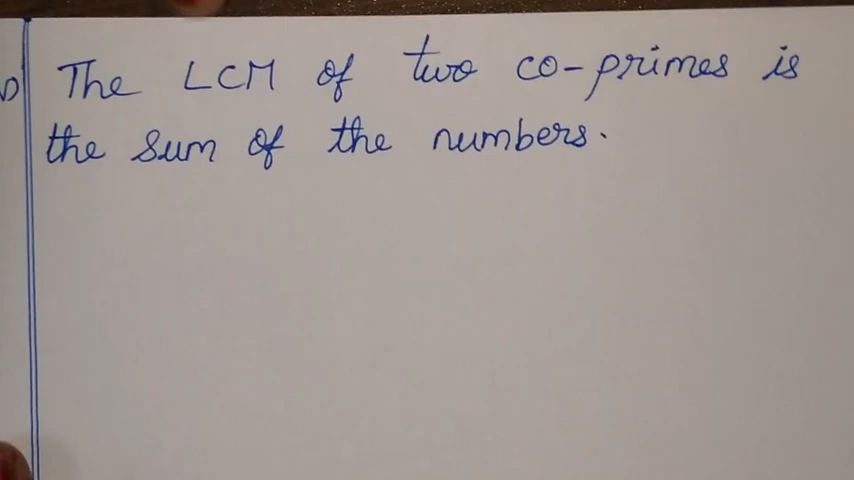 The LCM of two co-primes is
the sum of the numbers.